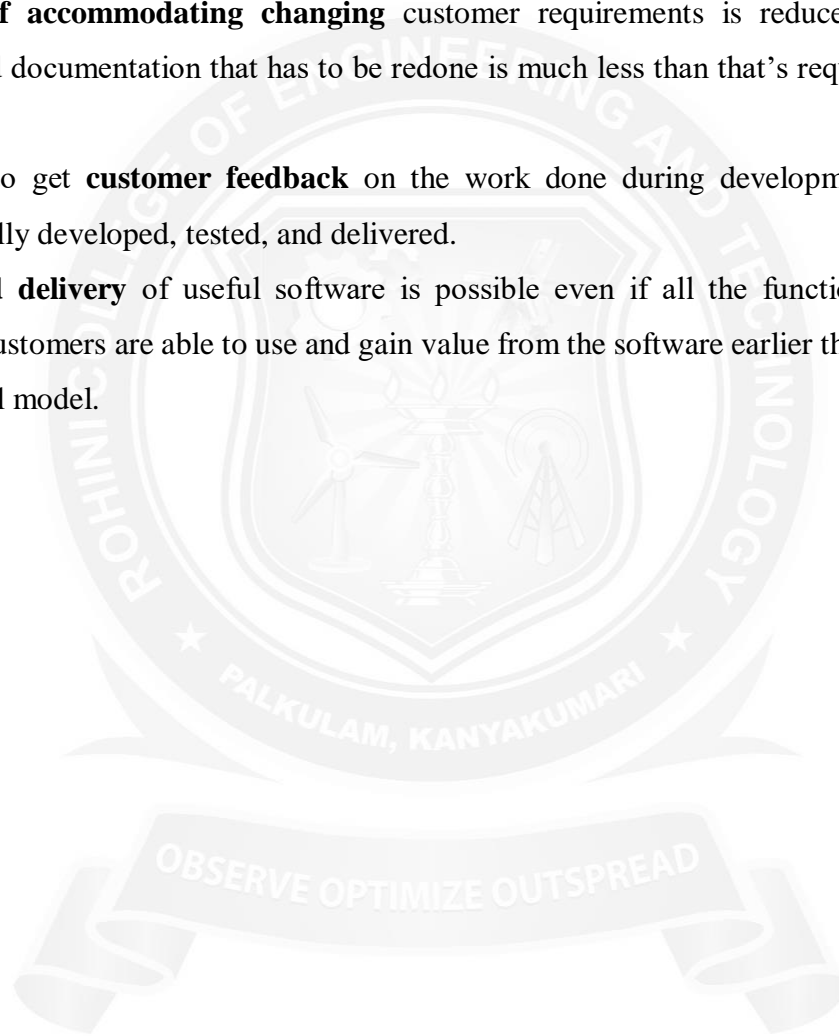 f accommodating changing customer requirements is reduce
documentation that has to be redone is much less than that's requ
o get customer feedback on the work done during developm
lly developed, tested, and delivered.
delivery of useful software is possible even if all the functio
ustomers are able to use and gain value from the software earlier th
l model.
ROHINI COLLEGE OF ENGINEERING AND TECHNOLOGY
PALKULAM, KANYAKUMARI
OBSERVE OPTIMIZE OUTSPREAD